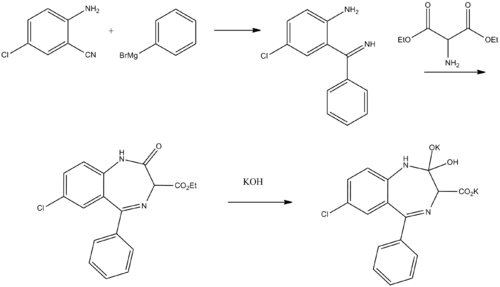 NH2
Cl
CN
+
BrMg
NH2
Cl
NH
O
O
EtO
OEt
NH2
H
N
O
CO2Et
Cl
N
KOH
OK
H
N
OH
CO2K
Cl
N